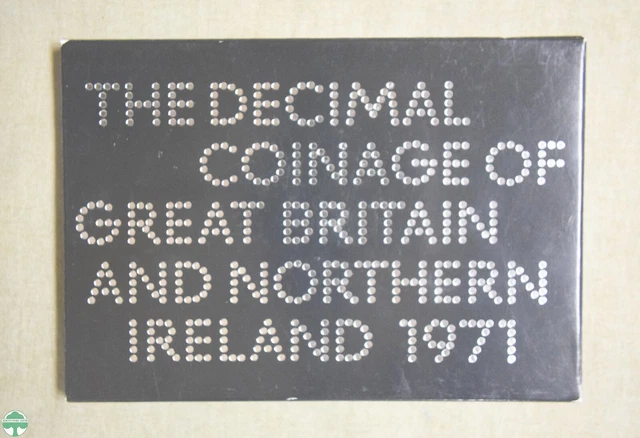 THE DECIMAL
COINAGE OF
GREAT BRITAIN
AND NORTHERN
IRELAND 1971